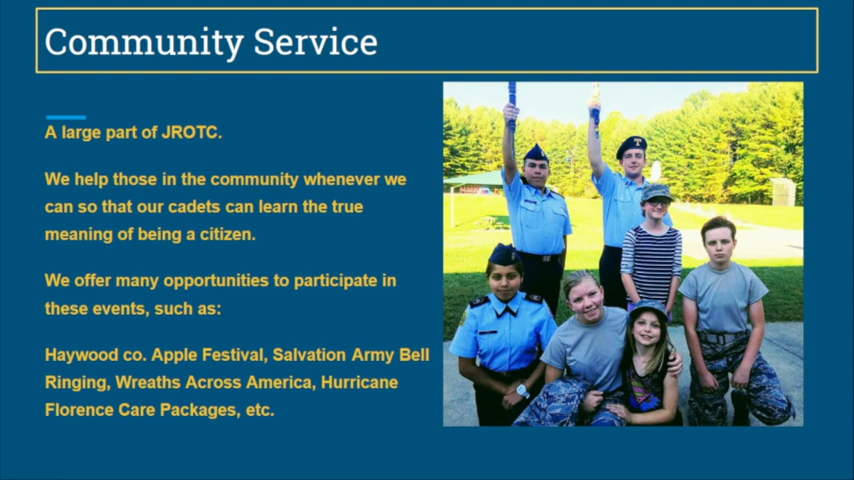 Community Service
A large part of JROTC.
We help those in the community whenever we
can so that our cadets can learn the true
meaning of being a citizen.
We offer many opportunities to participate in
these events, such as:
Haywood co. Apple Festival, Salvation Army Bell
Ringing, Wreaths Across America, Hurricane
Florence Care Packages, etc.